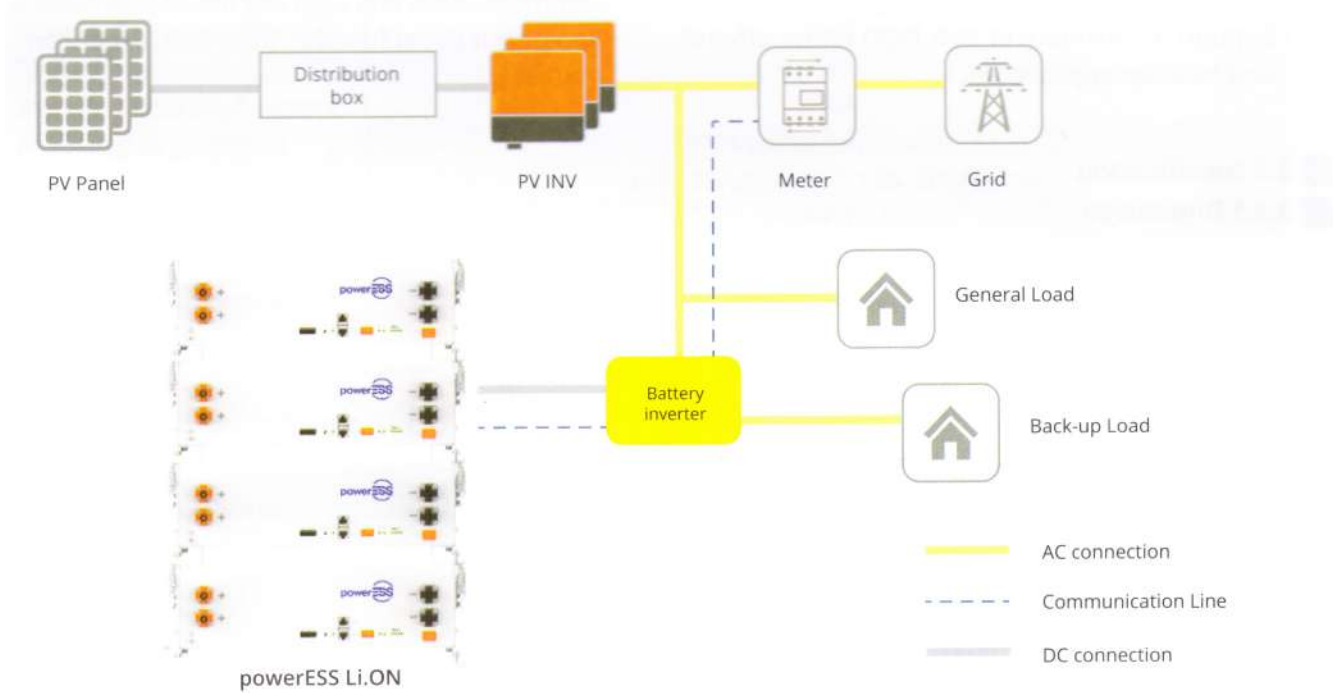 Distribution
box
PV Panel
PV INV
Meter
Grid
powerESS
General Load
powerESS
Battery
inverter
Back-up Load
powerESS
powerESS
AC connection
Communication Line
DC connection
powerESS Li.ON